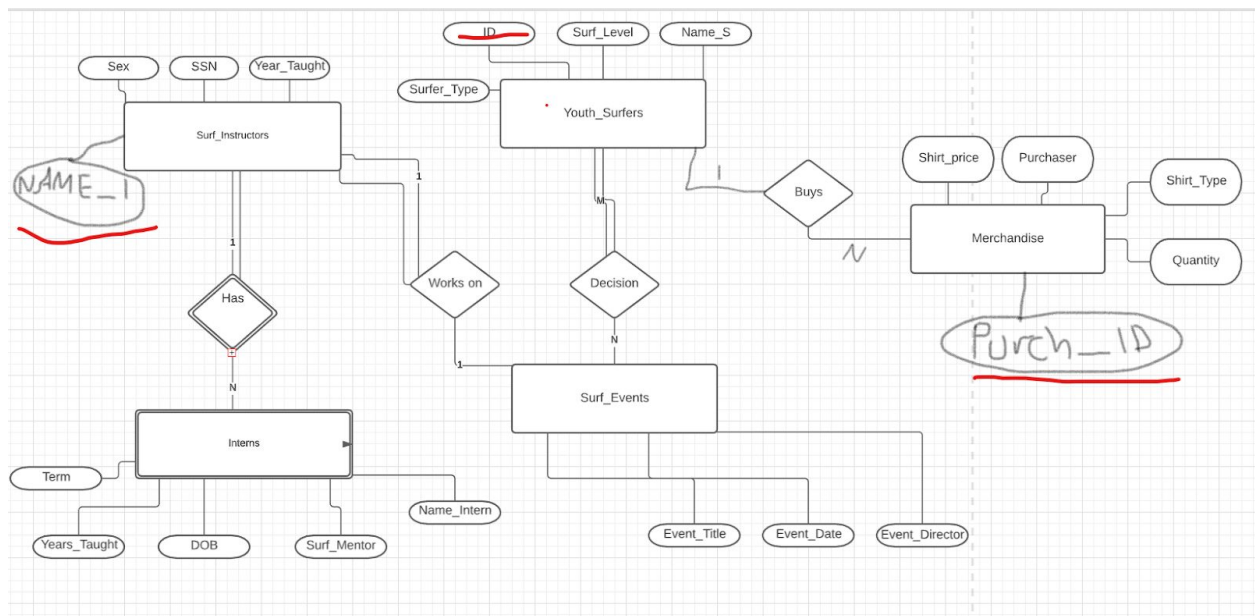 ID
Surf_Level
Name_S
Sex
SSN
Year_Taught
Surfer_Type
Youth_Surfers
Surf_Instructors
NAME_1
1
1
M
1
Buys
N
Shirt_price
Purchaser
Shirt_Type
Merchandise
Quantity
Purch_ID
Has
Works on
Decision
N
1
N
Surf_Events
Interns
Term
Years_Taught
DOB
Surf_Mentor
Name_Intern
Event_Title
Event_Date
Event_Director